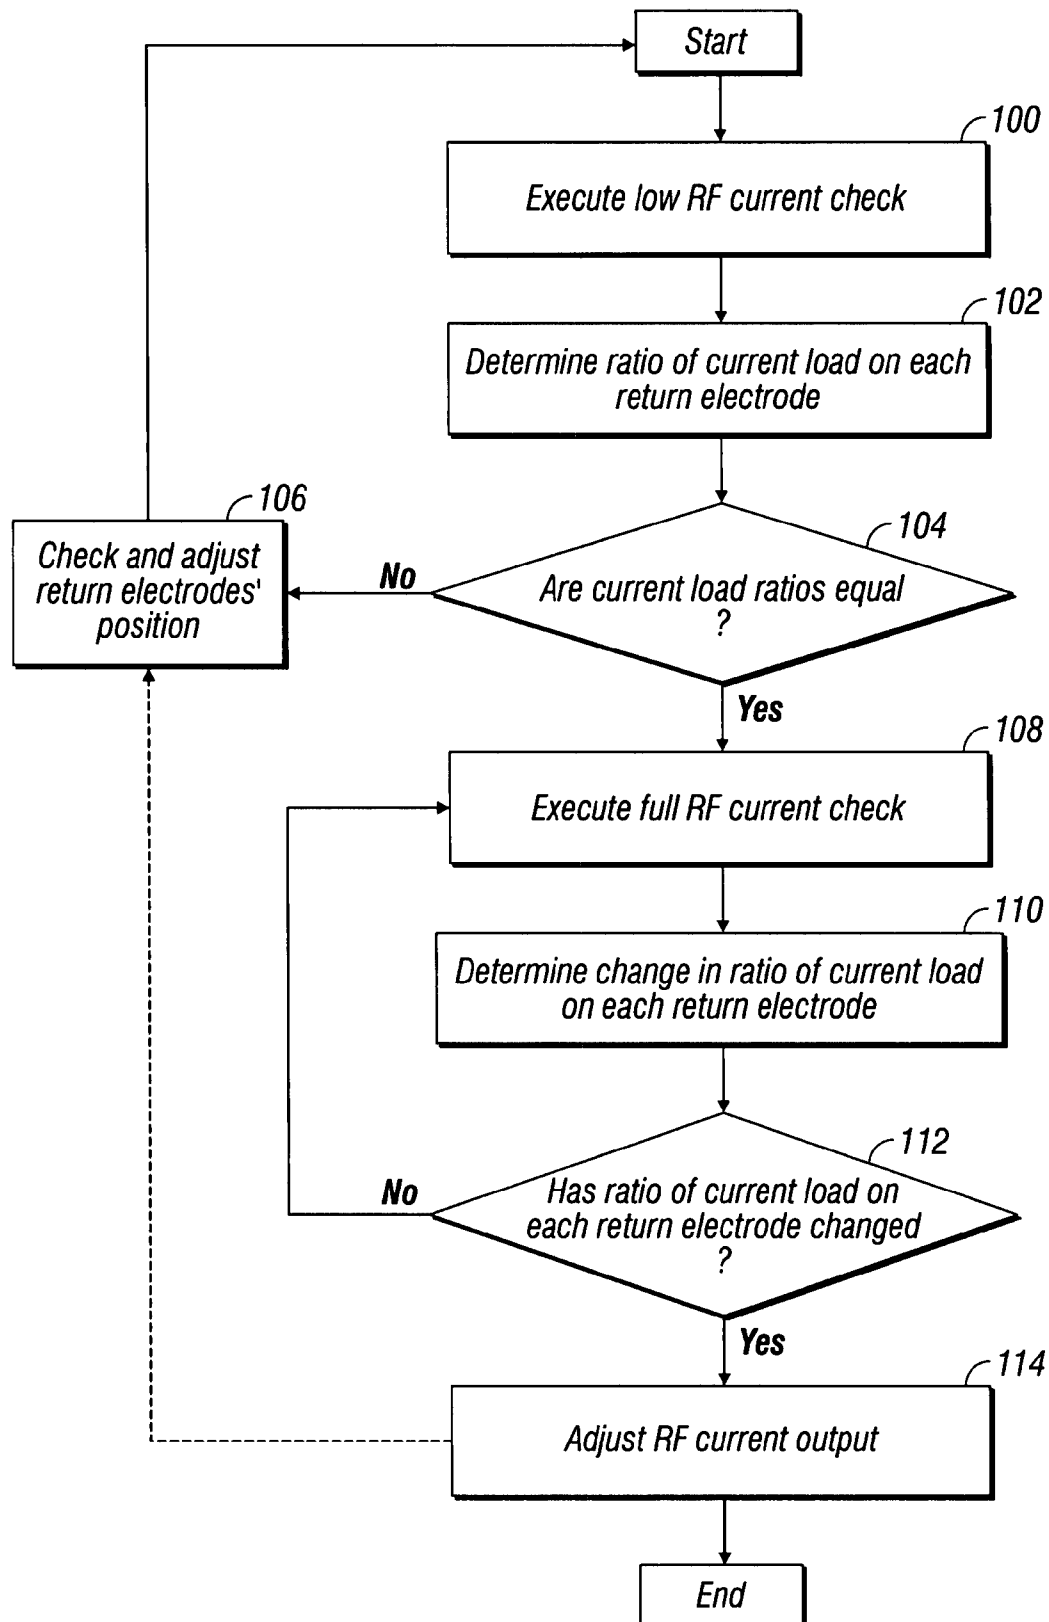 Start
100
Execute low RF current check
102
Determine ratio of current load on each
return electrode
104
Are current load ratios equal
?
No
106
Check and adjust
return electrodes'
position
Yes
108
Execute full RF current check
110
Determine change in ratio of current load
on each return electrode
112
Has ratio of current load on
each return electrode changed
?
No
Yes
114
Adjust RF current output
End